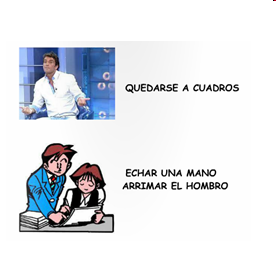 QUEDARSE A CUADROS
ECHAR UNA MANO
ARRIMAR EL HOMBRO